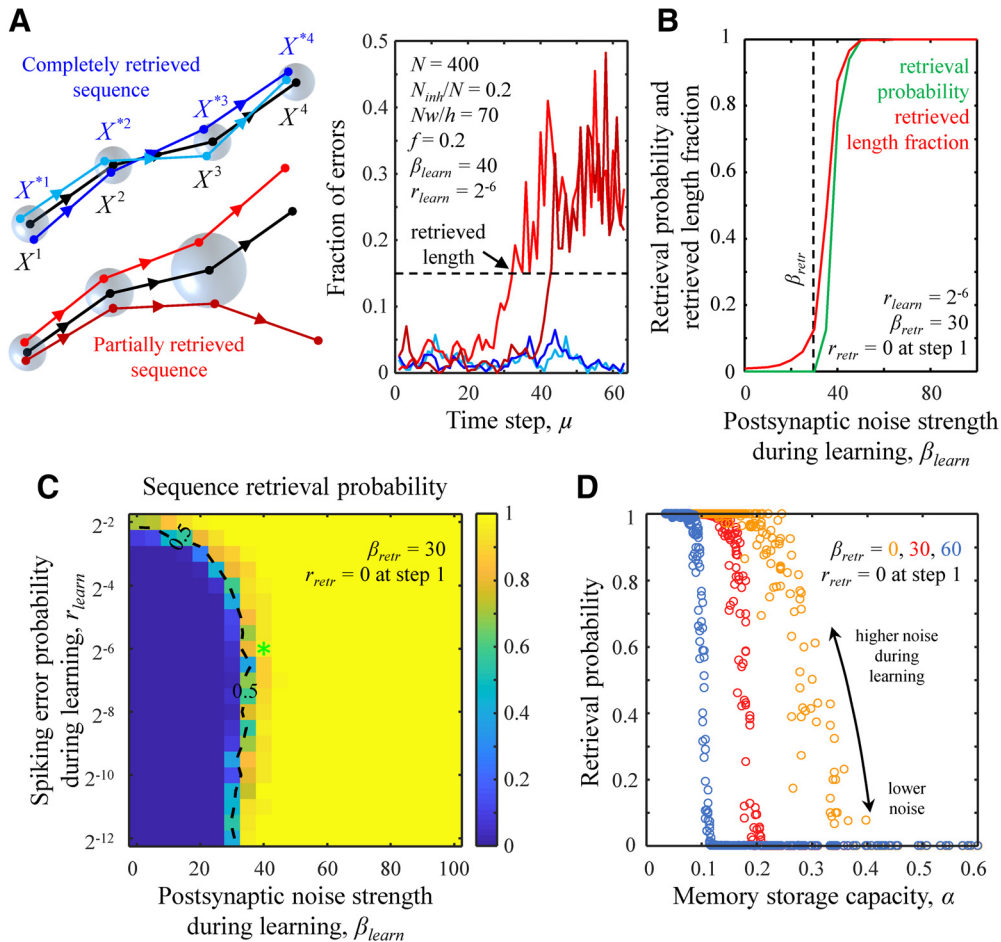 A
Completely retrieved
sequence
X*1
X*2
X*3
X*4
X1
X2
X3
X4
Partially retrieved
sequence
Fraction of errors
0.5
0.4
0.3
0.2
0.1
0
N = 400
Ninh/N = 0.2
Nw/h = 70
f = 0.2
βlearn = 40
rlearn = 2-6
retrieved
length
0
20
40
60
Time step, μ
B
Retrieval probability and
retrieved length fraction
1
0.8
0.6
0.4
0.2
0
retrieval
probability
retrieved
length fraction
βretr
rlearn = 2-6
βretr = 30
rretr = 0 at step 1
0
20
40
60
80
100
Postsynaptic noise strength
during learning, βlearn
C
Sequence retrieval probability
Spiking error probability
during learning, rlearn
2-2
2-4
2-6
2-8
2-10
2-12
0.5
0.5
*
βretr = 30
rretr = 0 at step 1
1
0.8
0.6
0.4
0.2
0
0
20
40
60
80
100
Postsynaptic noise strength
during learning, βlearn
D
Retrieval probability
1
0.8
0.6
0.4
0.2
0
βretr = 0, 30, 60
rretr = 0 at step 1
higher noise
during
learning
lower
noise
0
0.1
0.2
0.3
0.4
0.5
0.6
Memory storage capacity, α